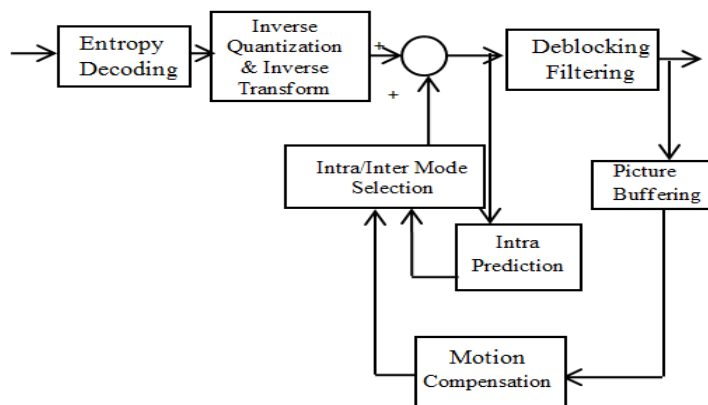 Entropy
Decoding
Inverse
Quantization
& Inverse
Transform
+
+
Deblocking
Filtering
Intra/Inter Mode
Selection
Picture
Buffering
Intra
Prediction
Motion
Compensation